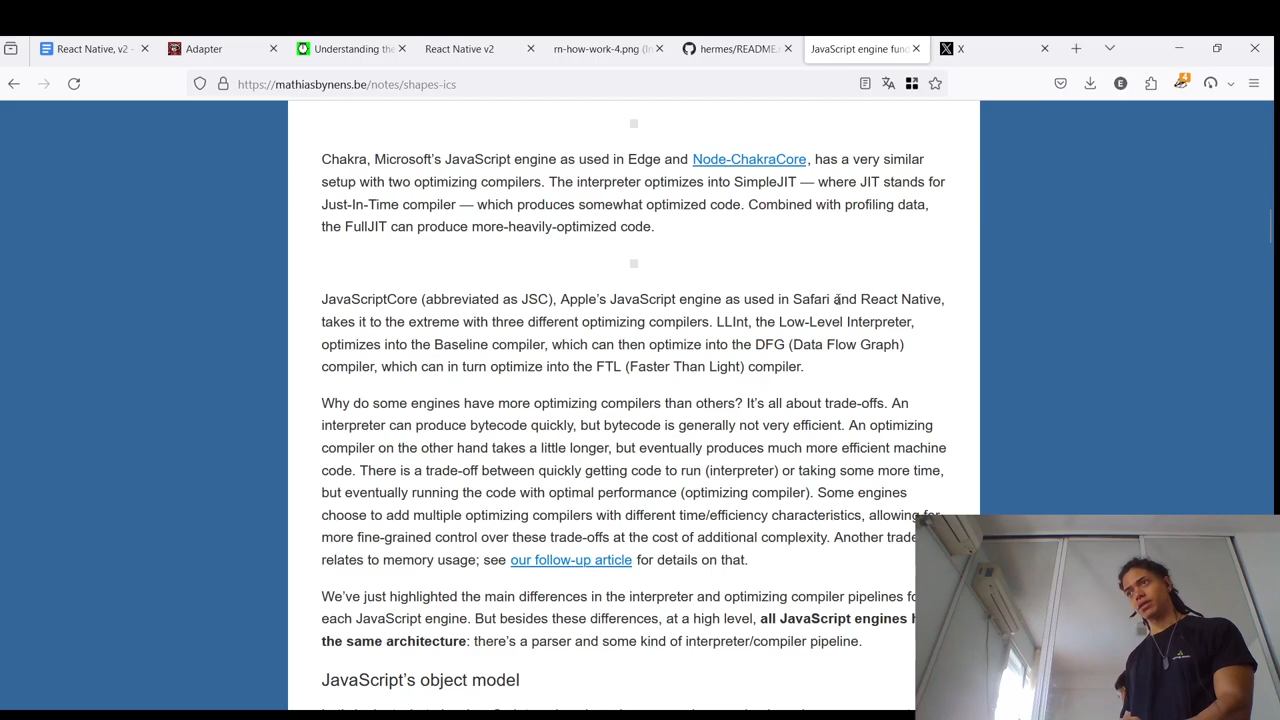 React Native, v2 -
Adapter
Understanding the
React Native v2
rn-how-work-4.png (In
hermes/README.
JavaScript engine fun
X
https://mathiasbynens.be/notes/shapes-ics
E
4
Chakra, Microsoft's JavaScript engine as used in Edge and Node-ChakraCore, has a very similar
setup with two optimizing compilers. The interpreter optimizes into SimpleJIT — where JIT stands for
Just-In-Time compiler — which produces somewhat optimized code. Combined with profiling data,
the FullJIT can produce more-heavily-optimized code.
JavaScriptCore (abbreviated as JSC), Apple's JavaScript engine as used in Safari and React Native,
takes it to the extreme with three different optimizing compilers. LLInt, the Low-Level Interpreter,
optimizes into the Baseline compiler, which can then optimize into the DFG (Data Flow Graph)
compiler, which can in turn optimize into the FTL (Faster Than Light) compiler.
Why do some engines have more optimizing compilers than others? It's all about trade-offs. An
interpreter can produce bytecode quickly, but bytecode is generally not very efficient. An optimizing
compiler on the other hand takes a little longer, but eventually produces much more efficient machine
code. There is a trade-off between quickly getting code to run (interpreter) or taking some more time,
but eventually running the code with optimal performance (optimizing compiler). Some engines
choose to add multiple optimizing compilers with different time/efficiency characteristics, allowing for
more fine-grained control over these trade-offs at the cost of additional complexity. Another trade
relates to memory usage; see our follow-up article for details on that.
We've just highlighted the main differences in the interpreter and optimizing compiler pipelines fo
each JavaScript engine. But besides these differences, at a high level, all JavaScript engines h
the same architecture: there's a parser and some kind of interpreter/compiler pipeline.
JavaScript's object model